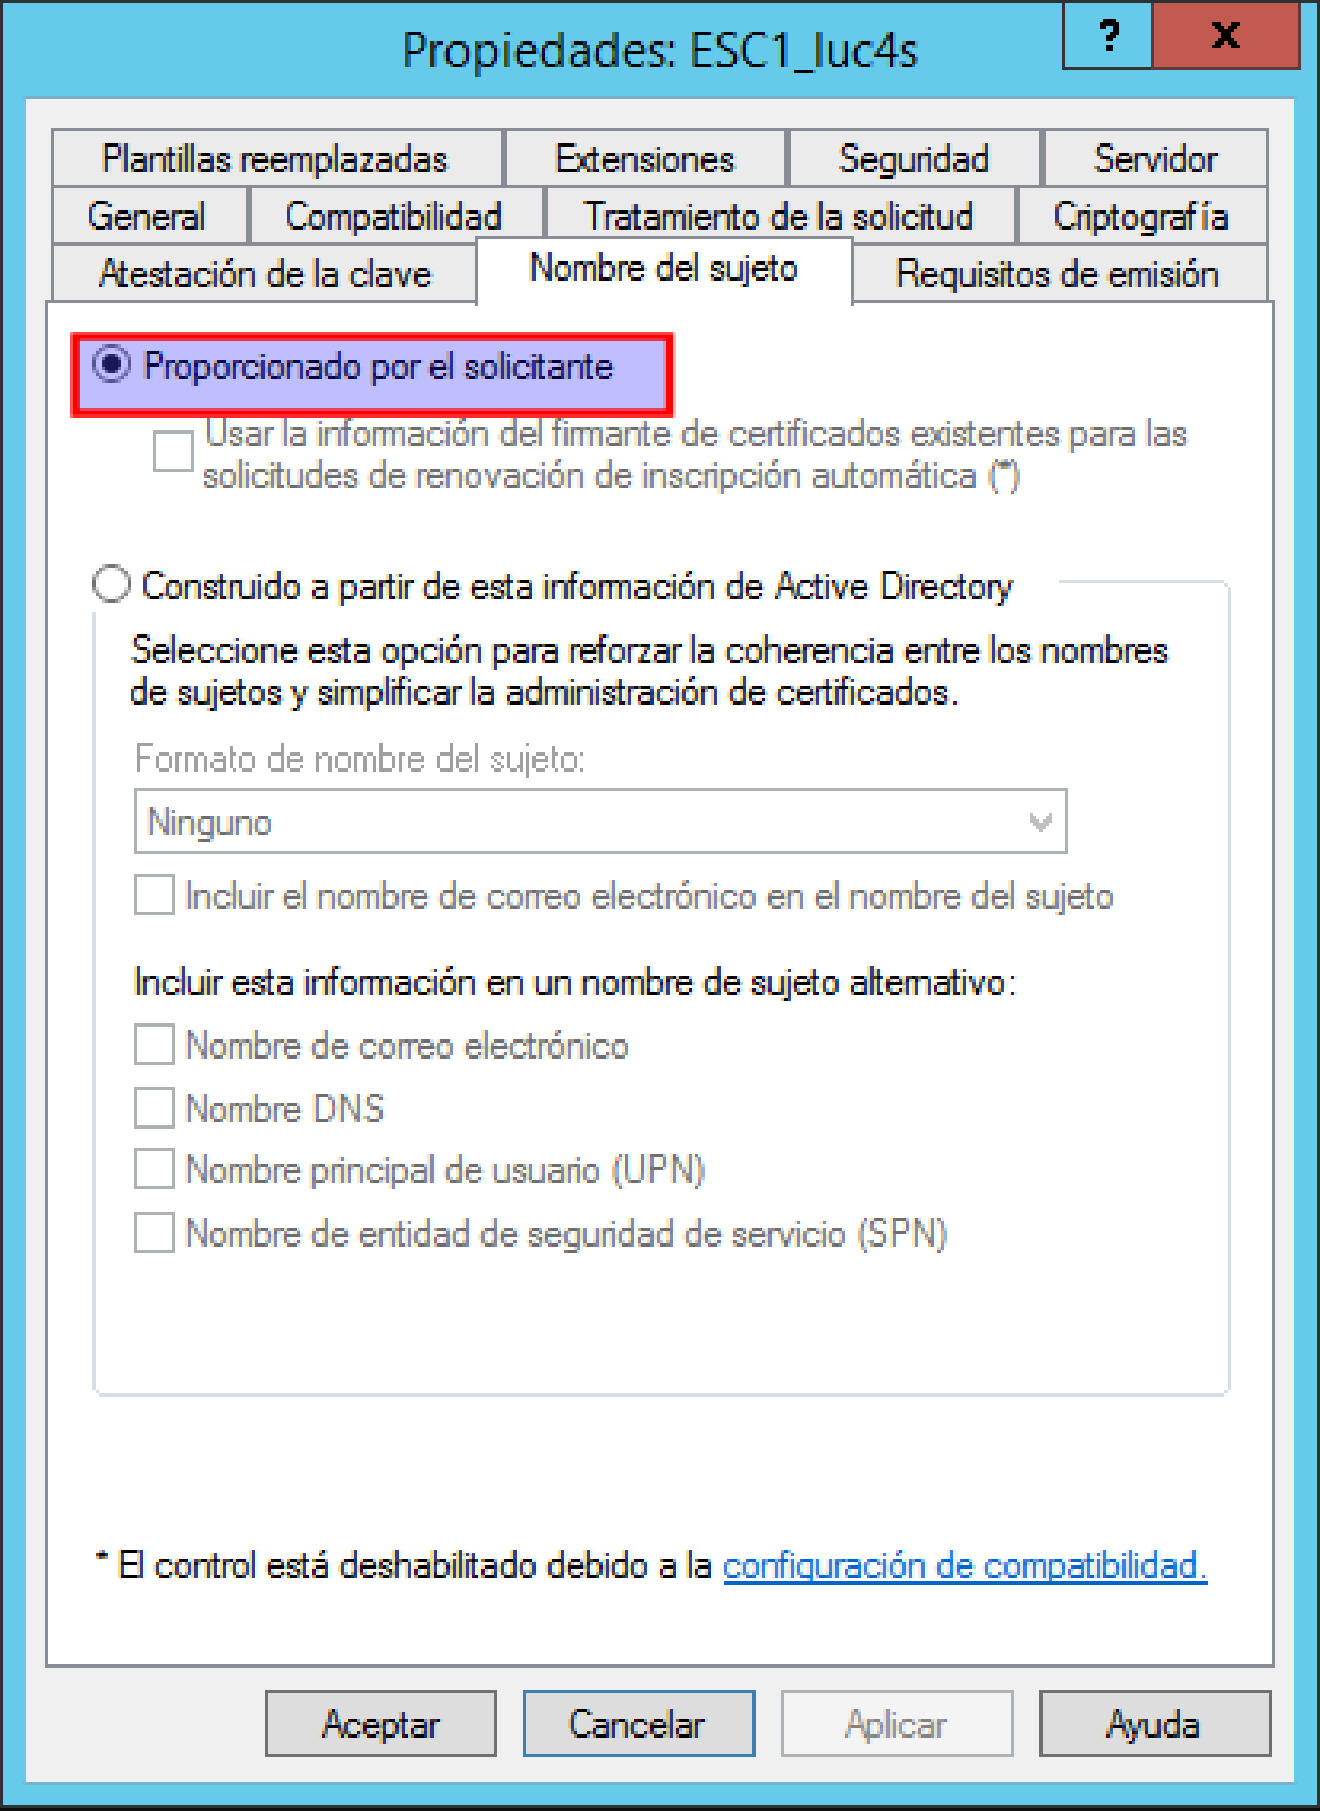 Propiedades: ESC1_luc4s
?
x
Plantillas reemplazadas
Extensiones
Seguridad
Servidor
General
Compatibilidad
Tratamiento de la solicitud
Criptografía
Atestación de la clave
Nombre del sujeto
Requisitos de emisión
Proporcionado por el solicitante
Usar la información del firmante de certificados existentes para las
solicitudes de renovación de inscripción automática (*)
Construido a partir de esta información de Active Directory
Seleccione esta opción para reforzar la coherencia entre los nombres
de sujetos y simplificar la administración de certificados.
Formato de nombre del sujeto:
Ninguno
Incluir el nombre de correo electrónico en el nombre del sujeto
Incluir esta información en un nombre de sujeto alternativo:
Nombre de correo electrónico
Nombre DNS
Nombre principal de usuario (UPN)
Nombre de entidad de seguridad de servicio (SPN)
* El control está deshabilitado debido a la configuración de compatibilidad.
Aceptar
Cancelar
Aplicar
Ayuda